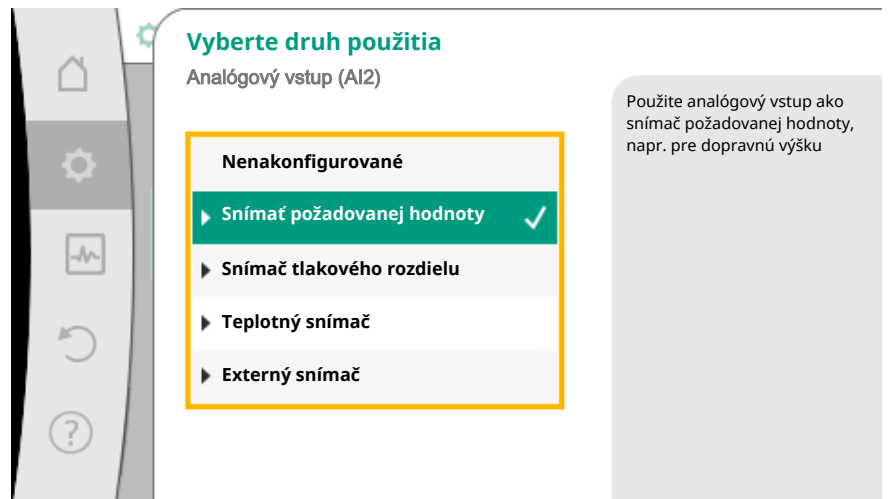 Vyberte druh použitia
Analógový vstup (AI2)
Nenakonfigurované
Snímať požadovanej hodnoty
Snímač tlakového rozdielu
Teplotný snímač
Externý snímač
Použite analógový vstup ako
snímač požadovanej hodnoty,
napr. pre dopravnú výšku
?